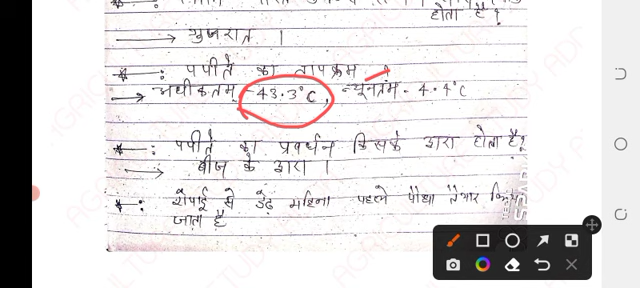 होता है?
→ गुजरात ।
*—: पपीते का तापक्रम
→ अधीकतम् - 43.3°C, न्यूनतम - 4.4°C
*—: पपीते का प्रवर्धन किसके द्वारा होता है?
→ बीज के द्वारा ।
*—: रोपाई से डेढ़ महिना पहले पौधा तैयार किया
जाता है